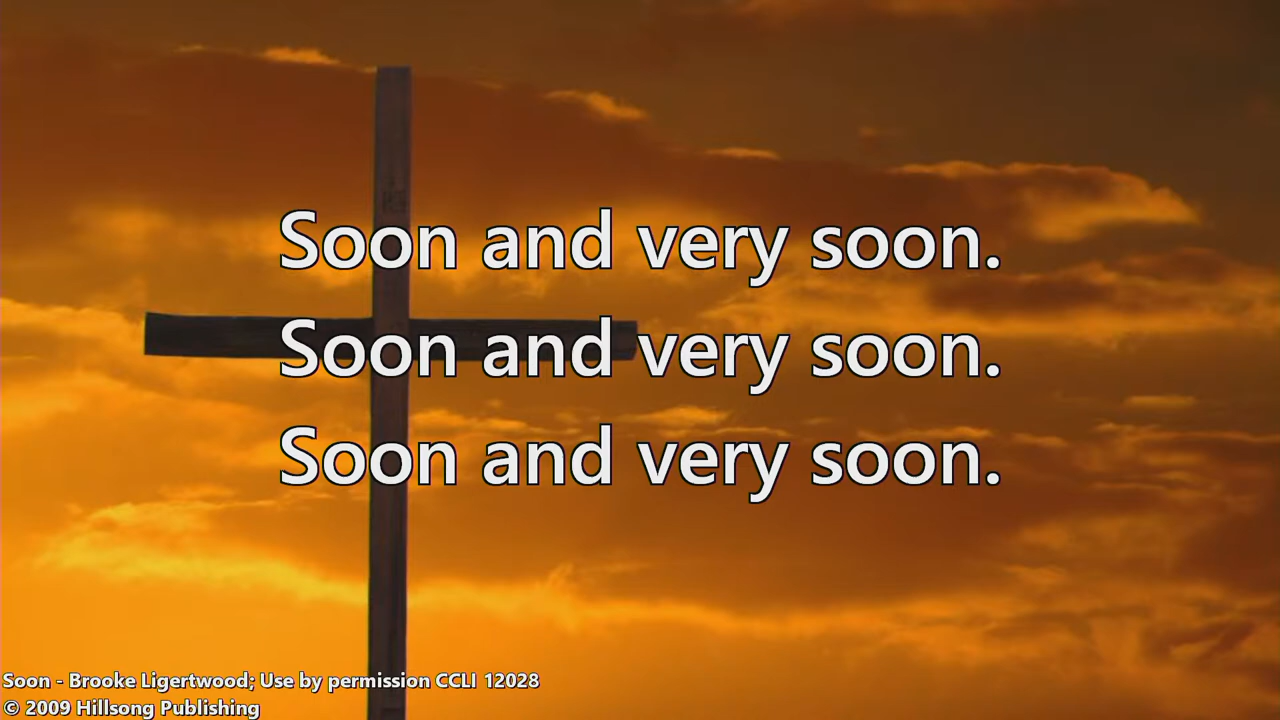 Soon and very soon.
Soon and very soon.
Soon and very soon.
Soon - Brooke Ligertwood; Use by permission CCLI 12028
© 2009 Hillsong Publishing